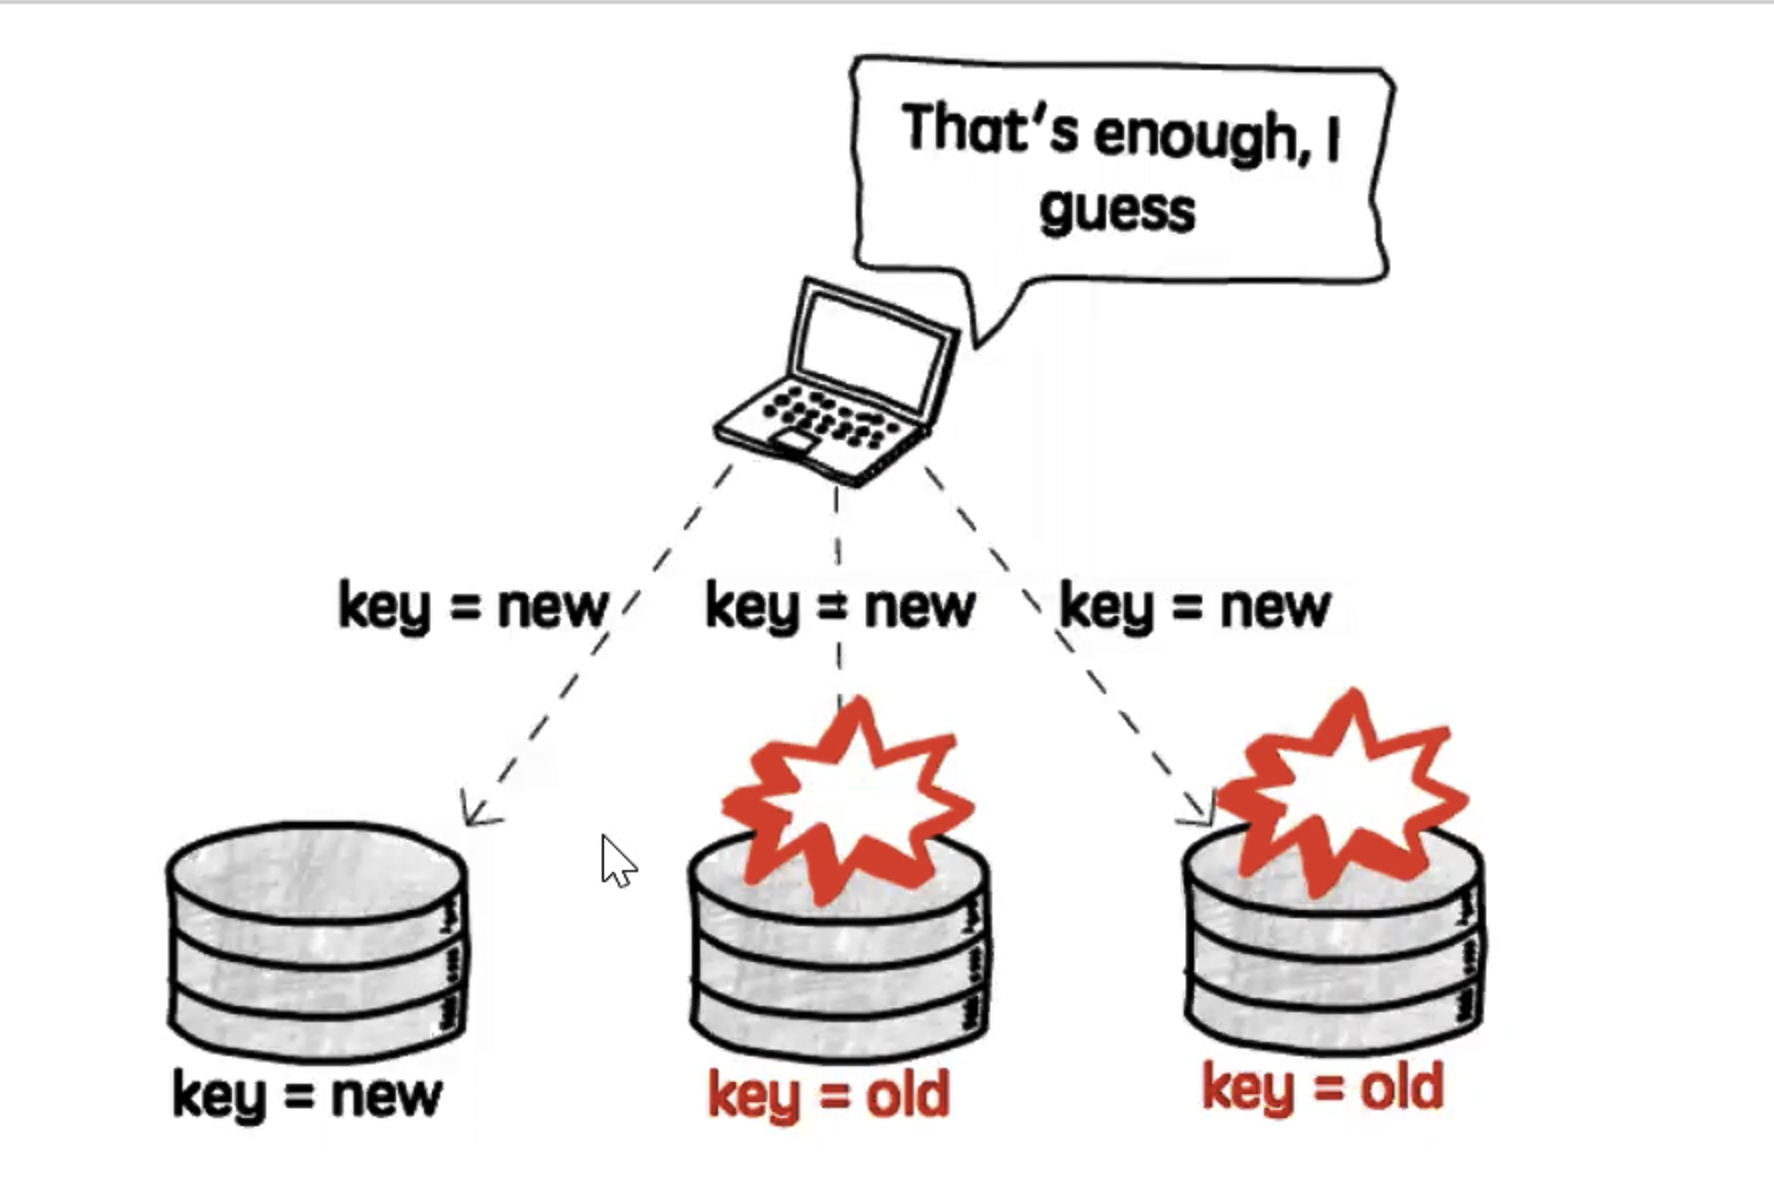 That's enough, I
guess
key = new
key = new
key = new
key = new
key = old
key = old